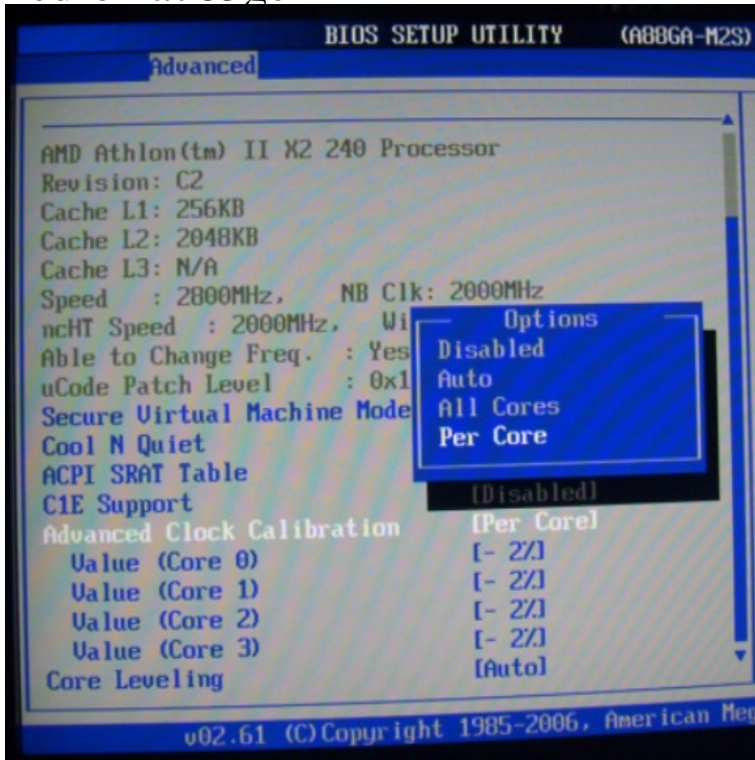 BIOS SETUP UTILITY (A88GA-M2S)
Advanced
AMD Athlon(tm) II X2 240 Processor
Revision: C2
Cache L1: 256KB
Cache L2: 2048KB
Cache L3: N/A
Speed : 2800MHz, NB Clk: 2000MHz
ncHT Speed : 2000MHz, Wi
Able to Change Freq. : Yes
uCode Patch Level : 0x1
Secure Virtual Machine Mode
Cool N Quiet
ACPI SRAT Table
C1E Support [Disabled]
Advanced Clock Calibration [Per Core]
Value (Core 0) [- 2%]
Value (Core 1) [- 2%]
Value (Core 2) [- 2%]
Value (Core 3) [- 2%]
Core Leveling [Auto]
Options
Disabled
Auto
All Cores
Per Core
v02.61 (C)Copyright 1985-2006, American Meg